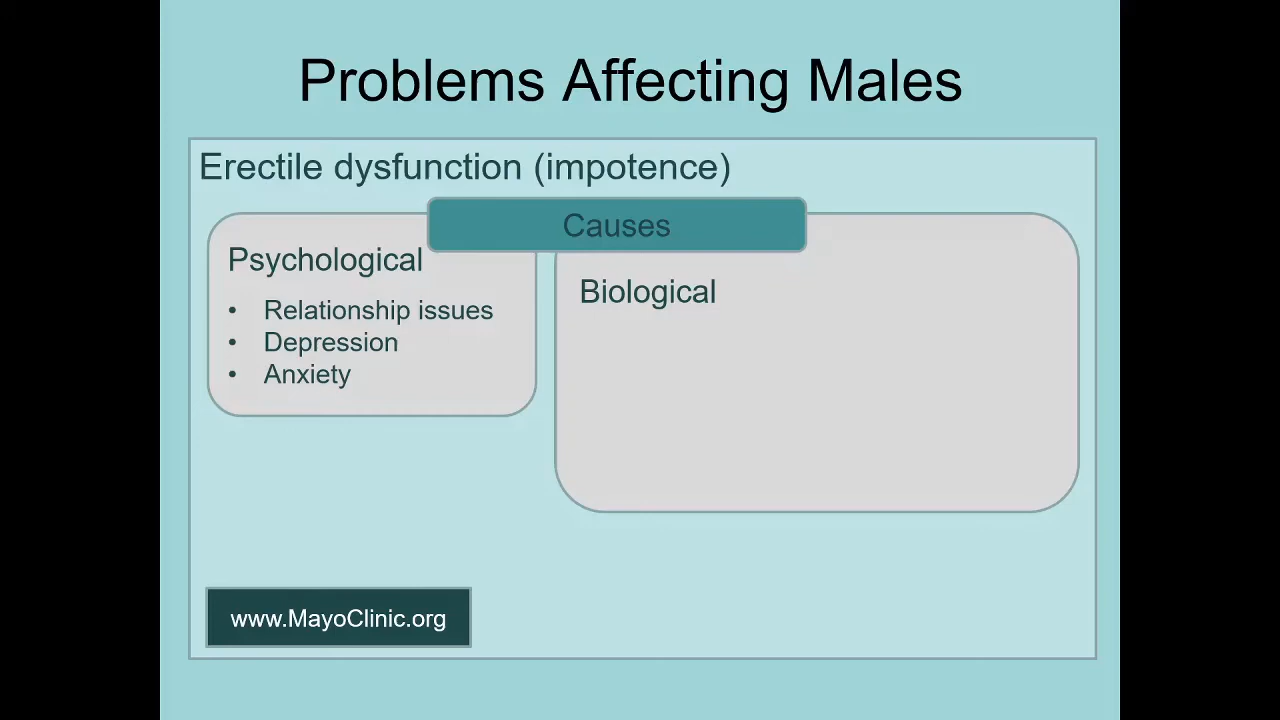 Problems Affecting Males
Erectile dysfunction (impotence)
Causes
Psychological
• Relationship issues
• Depression
• Anxiety
Biological
www.MayoClinic.org